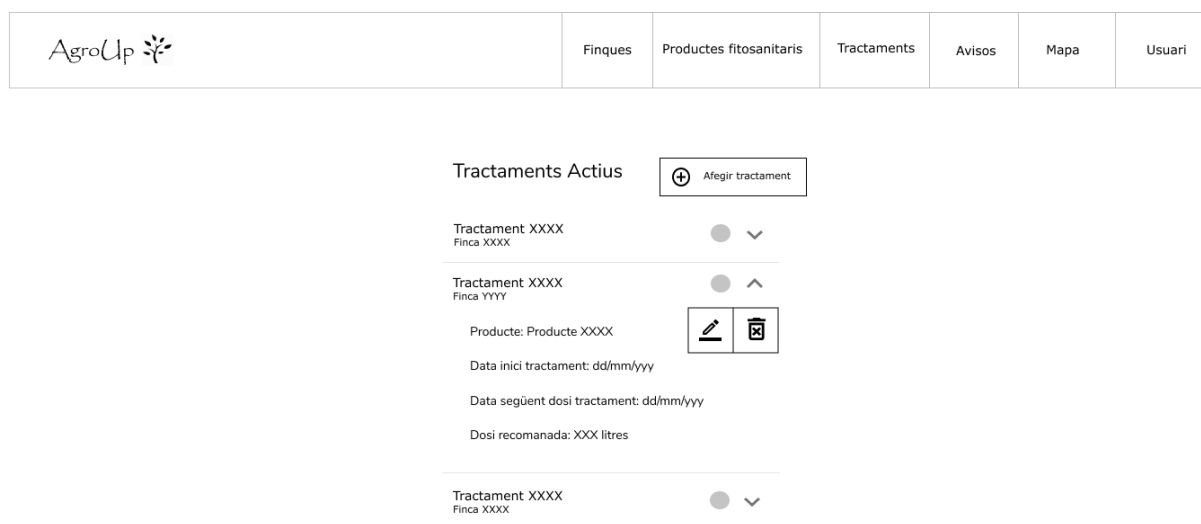 AgroUp
Finques
Productes fitosanitaris
Tractaments
Avisos
Mapa
Usuari
Tractaments Actius
Afegir tractament
Tractament XXXX
Finca XXXX
Tractament XXXX
Finca YYYY
Producte: Producte XXXX
Data inici tractament: dd/mm/yyy
Data següent dosi tractament: dd/mm/yyy
Dosi recomanada: XXX litres
Tractament XXXX
Finca XXXX